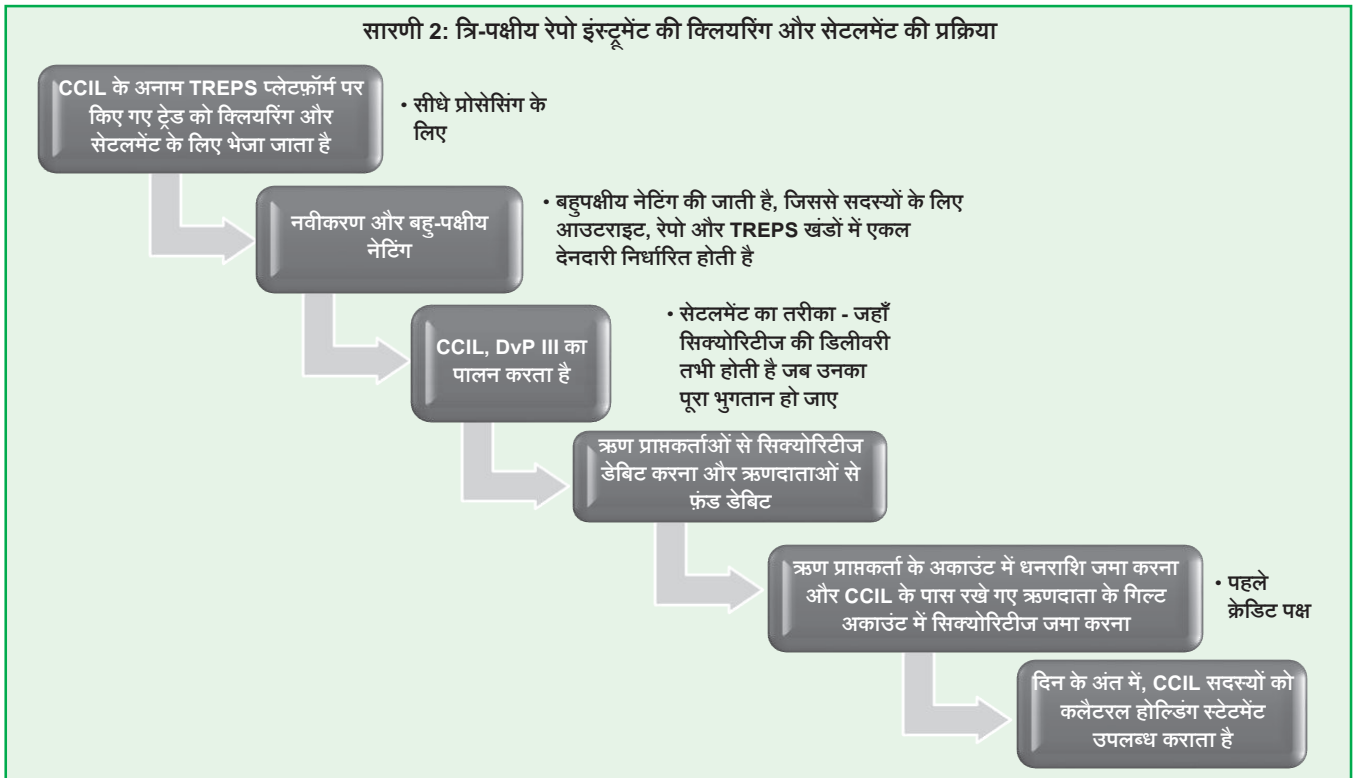 सारणी 2: त्रि-पक्षीय रेपो इंस्ट्रूमेंट की क्लियरिंग और सेटलमेंट की प्रक्रिया
CCIL के अनाम TREPS प्लेटफ़ॉर्म पर
किए गए ट्रेड को क्लियरिंग और
सेटलमेंट के लिए भेजा जाता है
• सीधे प्रोसेसिंग के
लिए
नवीकरण और बहु-पक्षीय
नेटिंग
• बहुपक्षीय नेटिंग की जाती है, जिससे सदस्यों के लिए
आउटराइट, रेपो और TREPS खंडों में एकल
देनदारी निर्धारित होती है
CCIL, DvP III का
पालन करता है
• सेटलमेंट का तरीका - जहाँ
सिक्योरिटीज की डिलीवरी
तभी होती है जब उनका
पूरा भुगतान हो जाए
ऋण प्राप्तकर्ताओं से सिक्योरिटीज
डेबिट करना और ऋणदाताओं से
फ़ंड डेबिट
ऋण प्राप्तकर्ता के अकाउंट में धनराशि जमा करना
और CCIL के पास रखे गए ऋणदाता के गिल्ट
अकाउंट में सिक्योरिटीज जमा करना
• पहले
क्रेडिट पक्ष
दिन के अंत में, CCIL सदस्यों को
कलैटरल होल्डिंग स्टेटमेंट
उपलब्ध कराता है